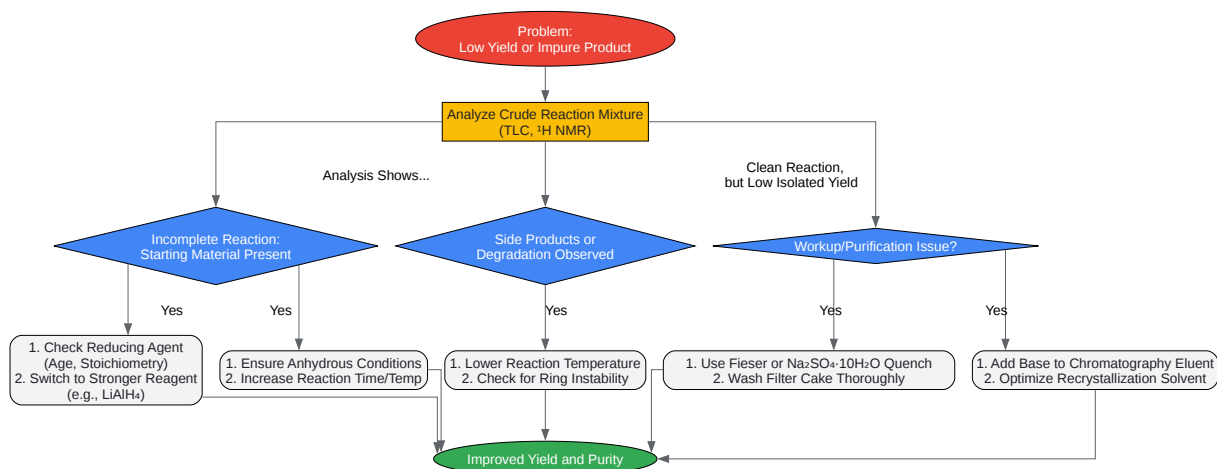 Problem:
Low Yield or Impure Product
Analyze Crude Reaction Mixture
(TLC, ¹H NMR)
Analysis Shows...
Clean Reaction,
but Low Isolated Yield
Incomplete Reaction:
Starting Material Present
Side Products or
Degradation Observed
Workup/Purification Issue?
Yes
Yes
Yes
Yes
Yes
1. Check Reducing Agent
(Age, Stoichiometry)
2. Switch to Stronger Reagent
(e.g., LiAlH₄)
1. Ensure Anhydrous Conditions
2. Increase Reaction Time/Temp
1. Lower Reaction Temperature
2. Check for Ring Instability
1. Use Fieser or Na₂SO₄·10H₂O Quench
2. Wash Filter Cake Thoroughly
1. Add Base to Chromatography Eluent
2. Optimize Recrystallization Solvent
Improved Yield and Purity